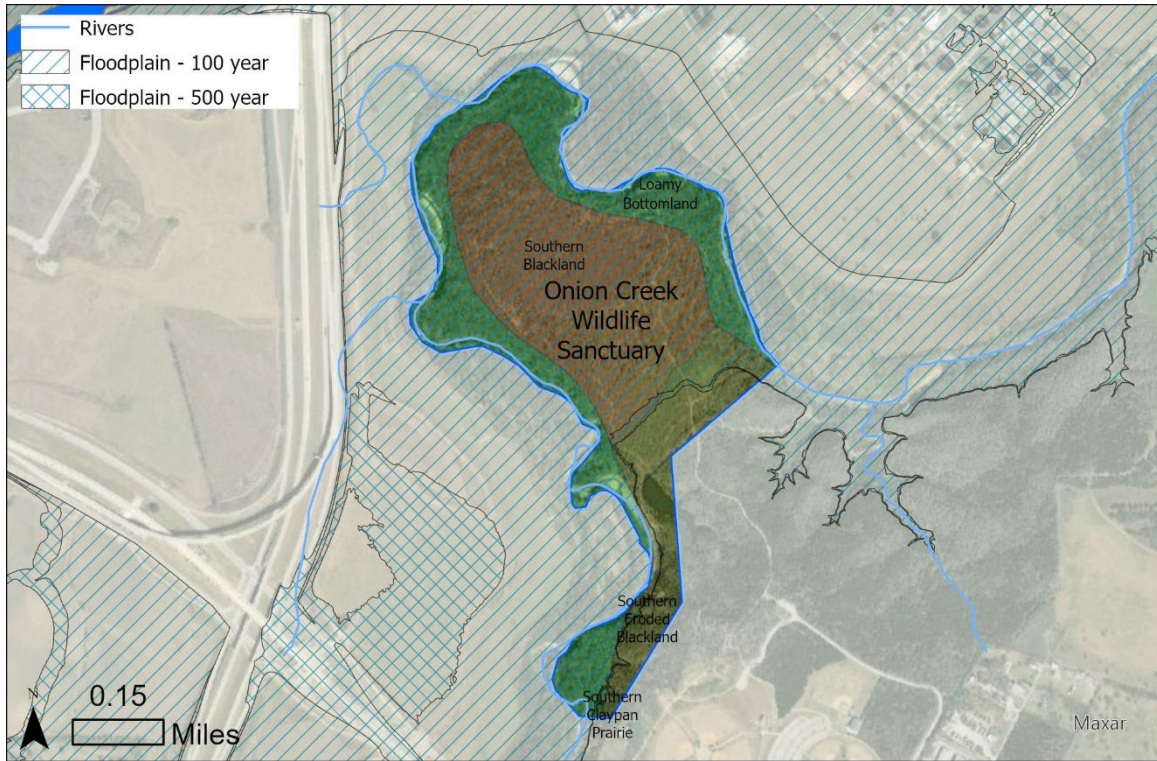 Rivers
Floodplain - 100 year
Floodplain - 500 year
Loamy
Bottomland
Southern
Blackland
Onion Creek
Wildlife
Sanctuary
Southern
Eroded
Blackland
Southern
Claypan
Prairie
0.15
Miles
N
Maxar